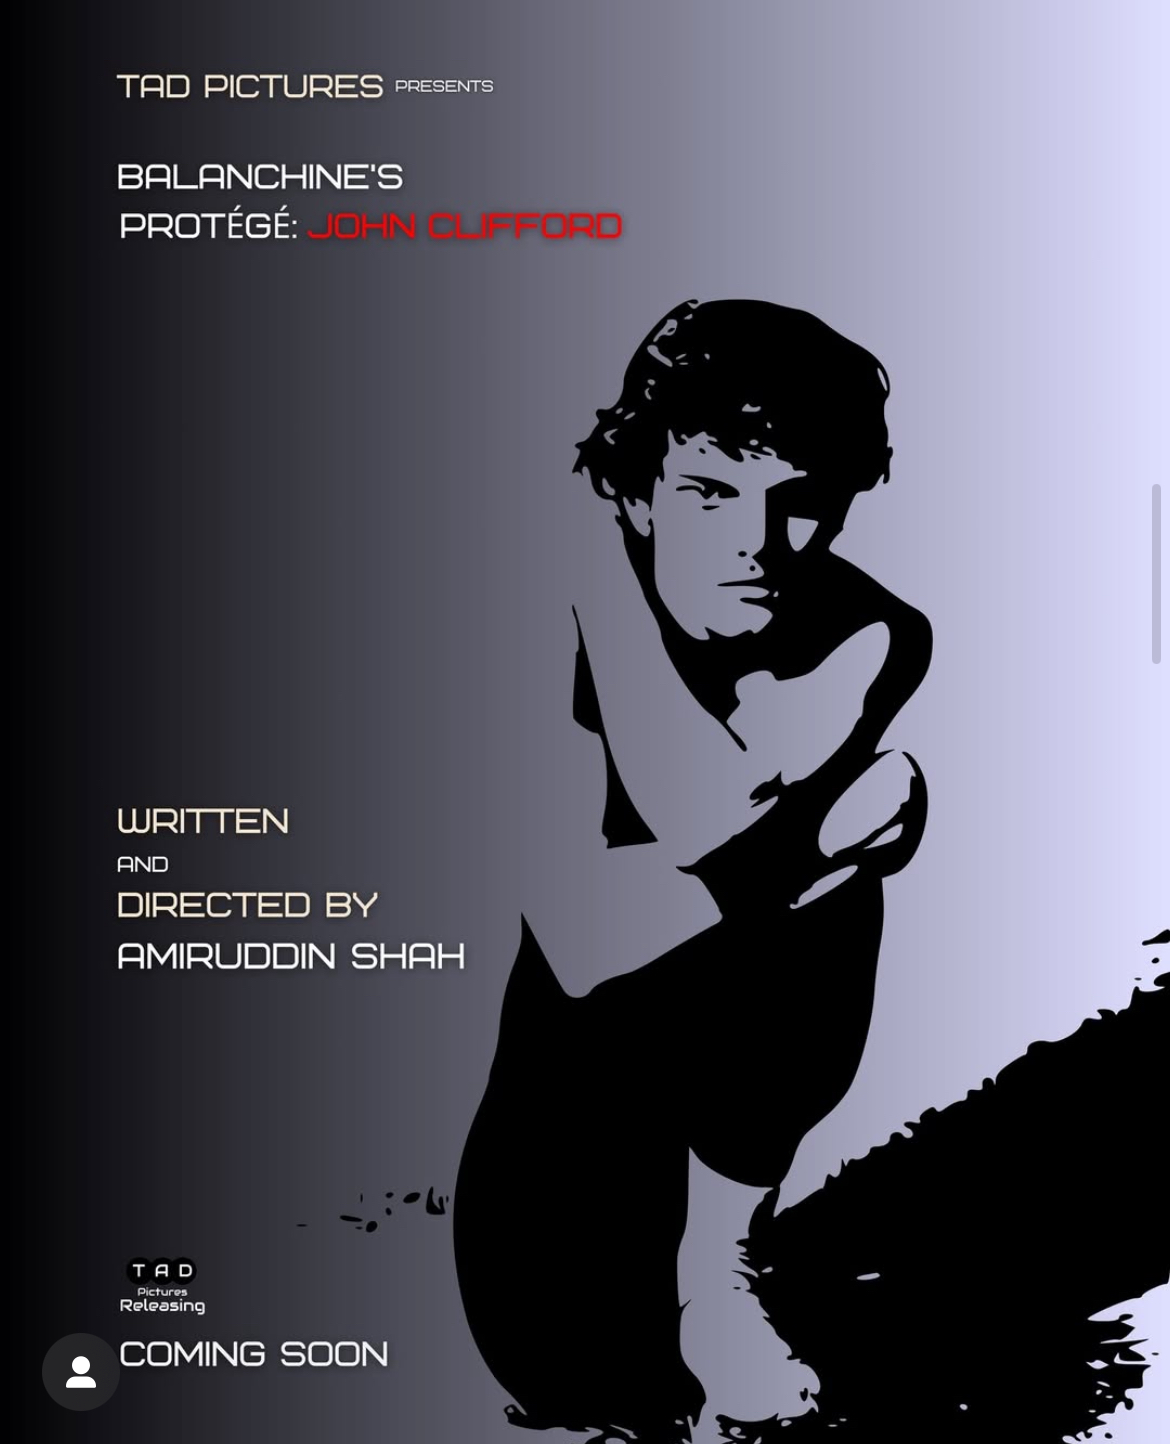 TAD PICTURES PRESENTS
BALANCHINE'S
PROTÉGÉ: JOHN CLIFFORD
WRITTEN
AND
DIRECTED BY
AMIRUDDIN SHAH
TAD
Pictures
Releasing
COMING SOON